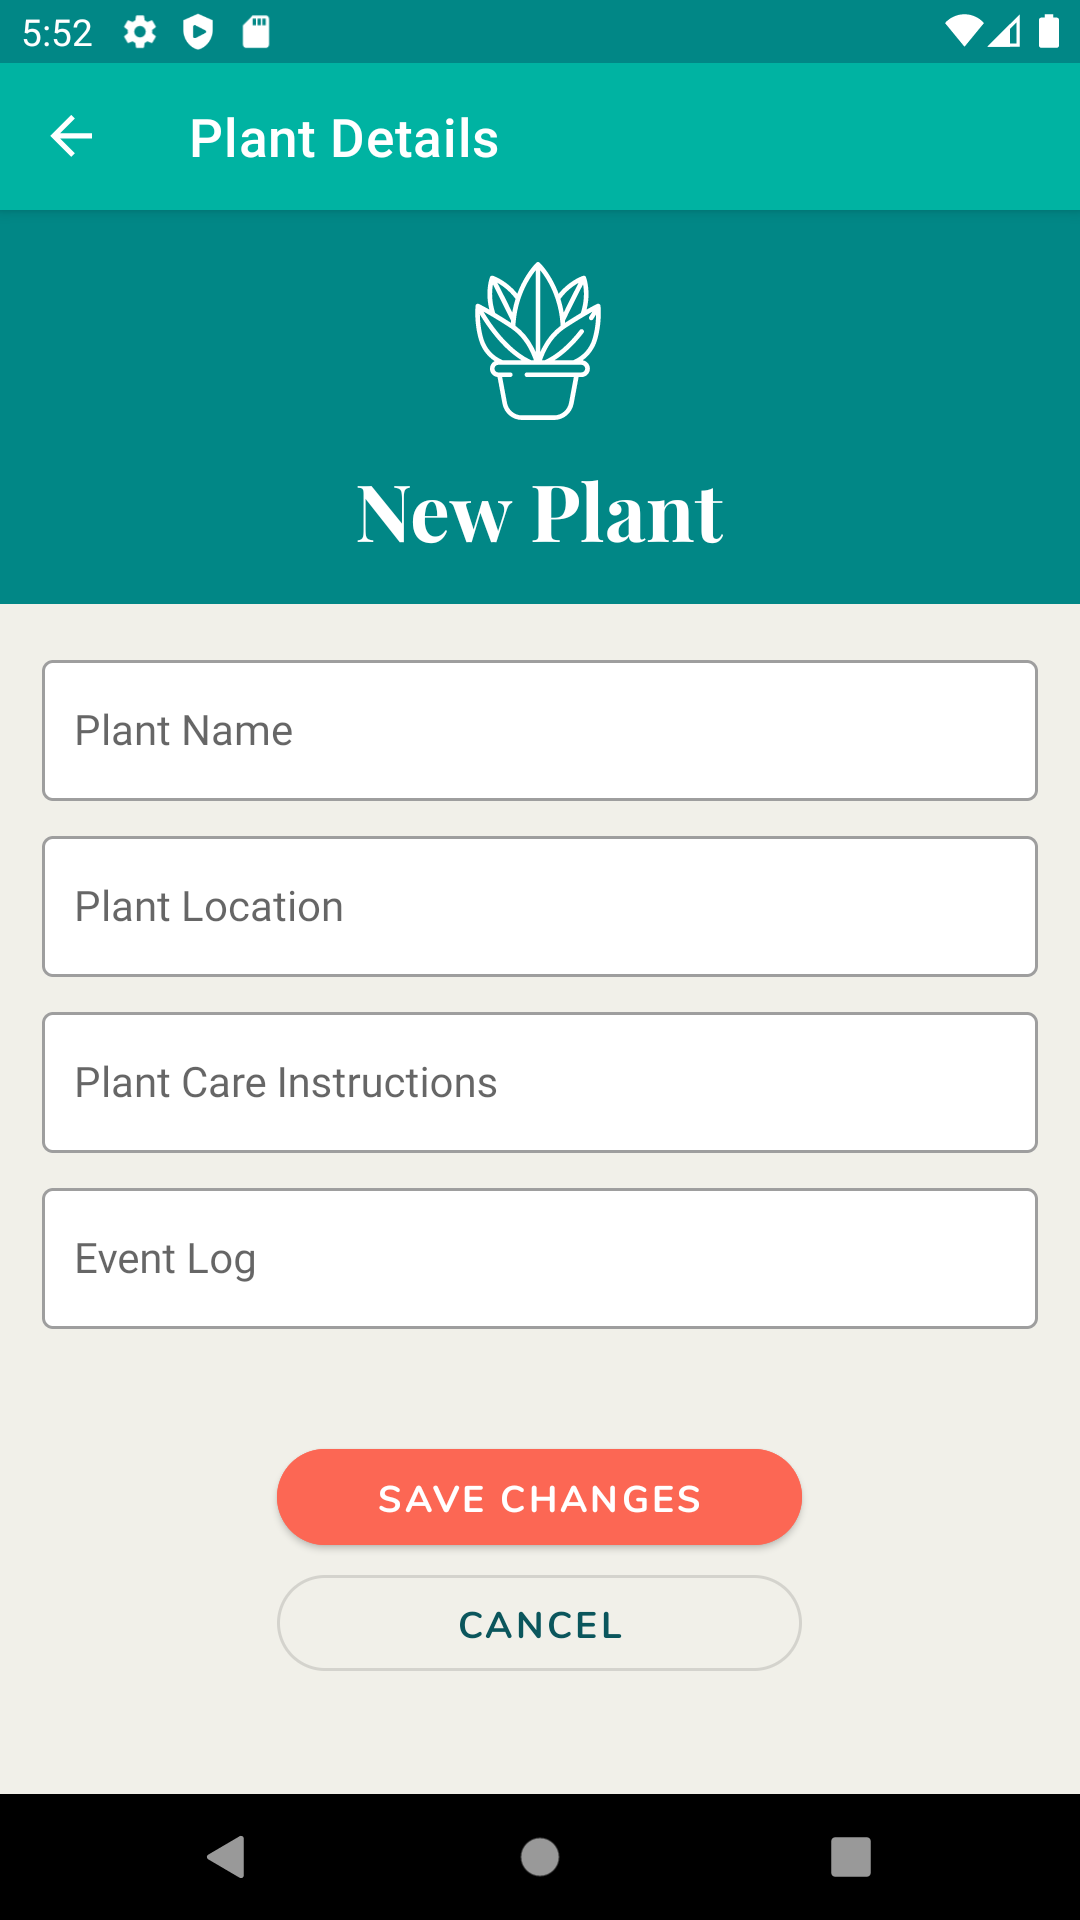 5:52
Plant Details
New Plant
Plant Name
Plant Location
Plant Care Instructions
Event Log
SAVE CHANGES
CANCEL